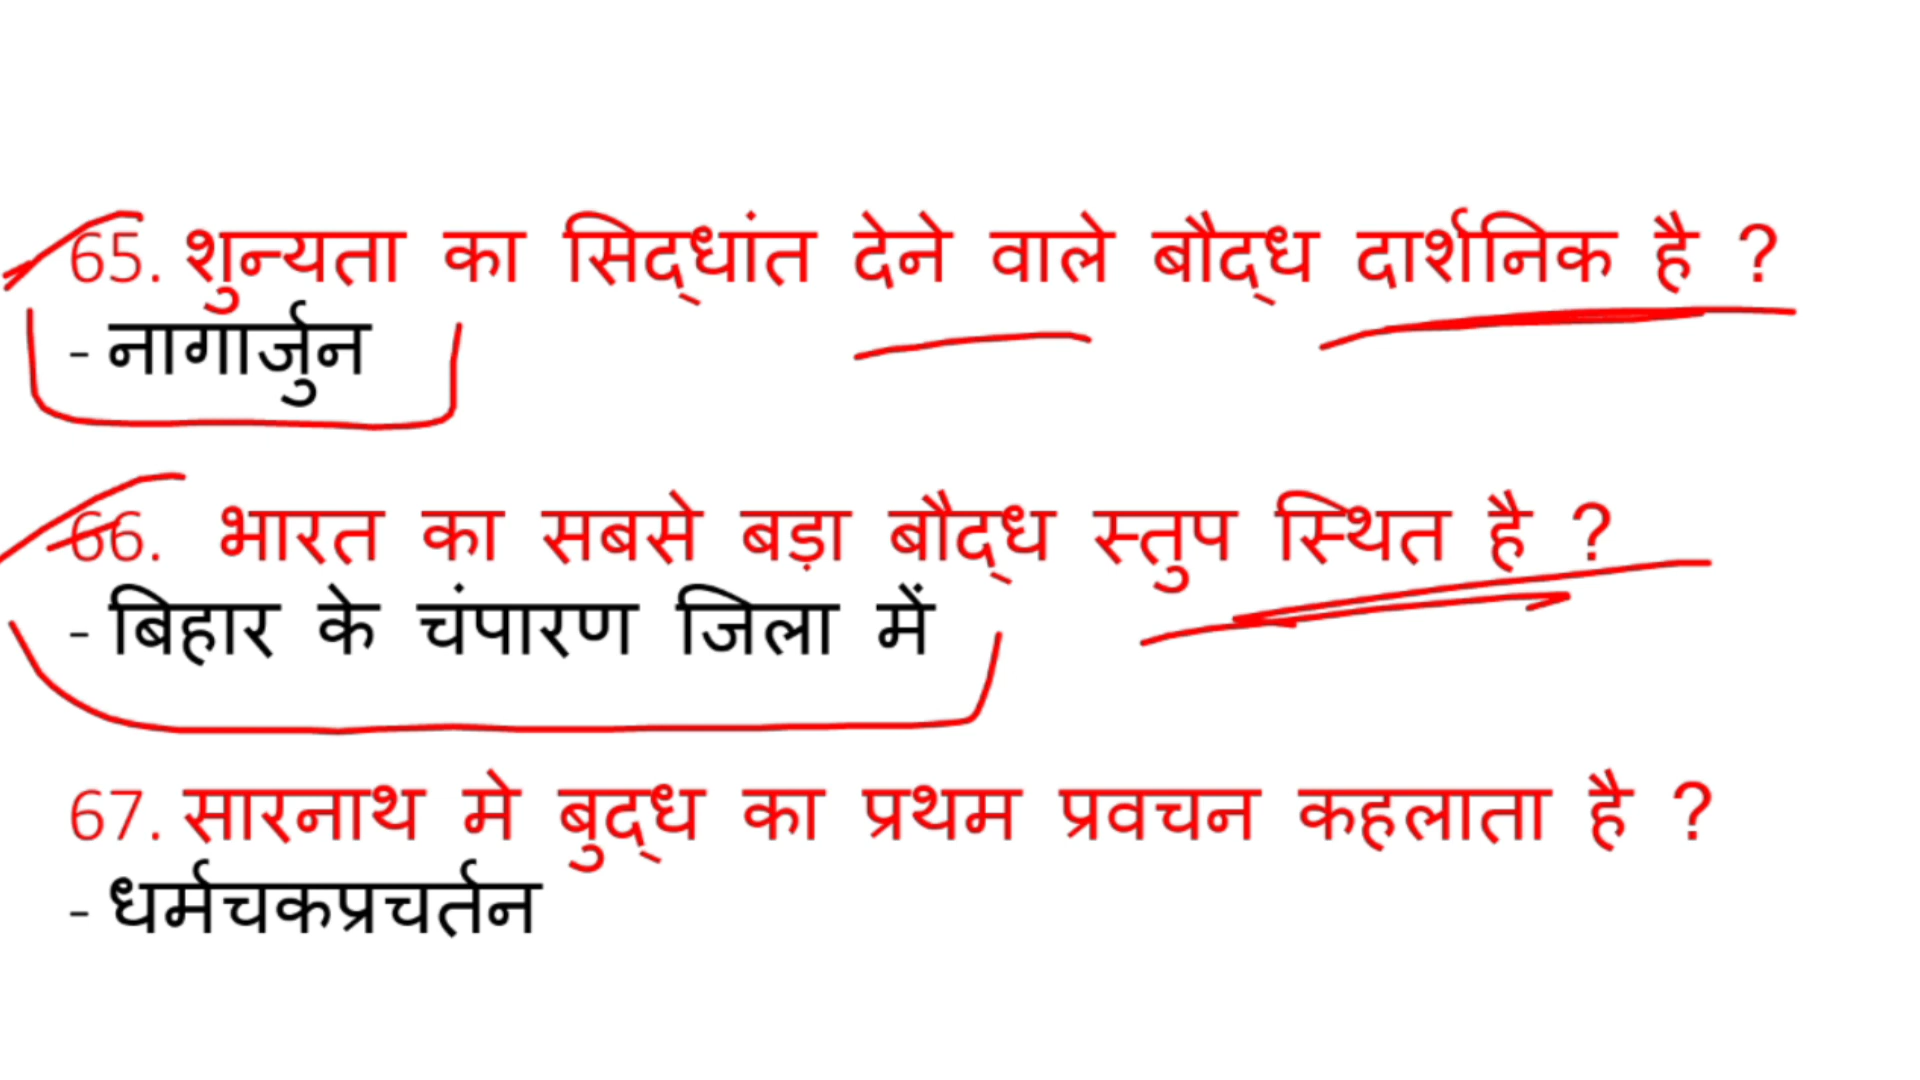 65. शुन्यता का सिद्धांत देने वाले बौद्ध दार्शनिक है ?
- नागार्जुन
66. भारत का सबसे बड़ा बौद्ध स्तुप स्थित है ?
- बिहार के चंपारण जिला में
67. सारनाथ मे बुद्ध का प्रथम प्रवचन कहलाता है ?
- धर्मचकप्रचर्तन